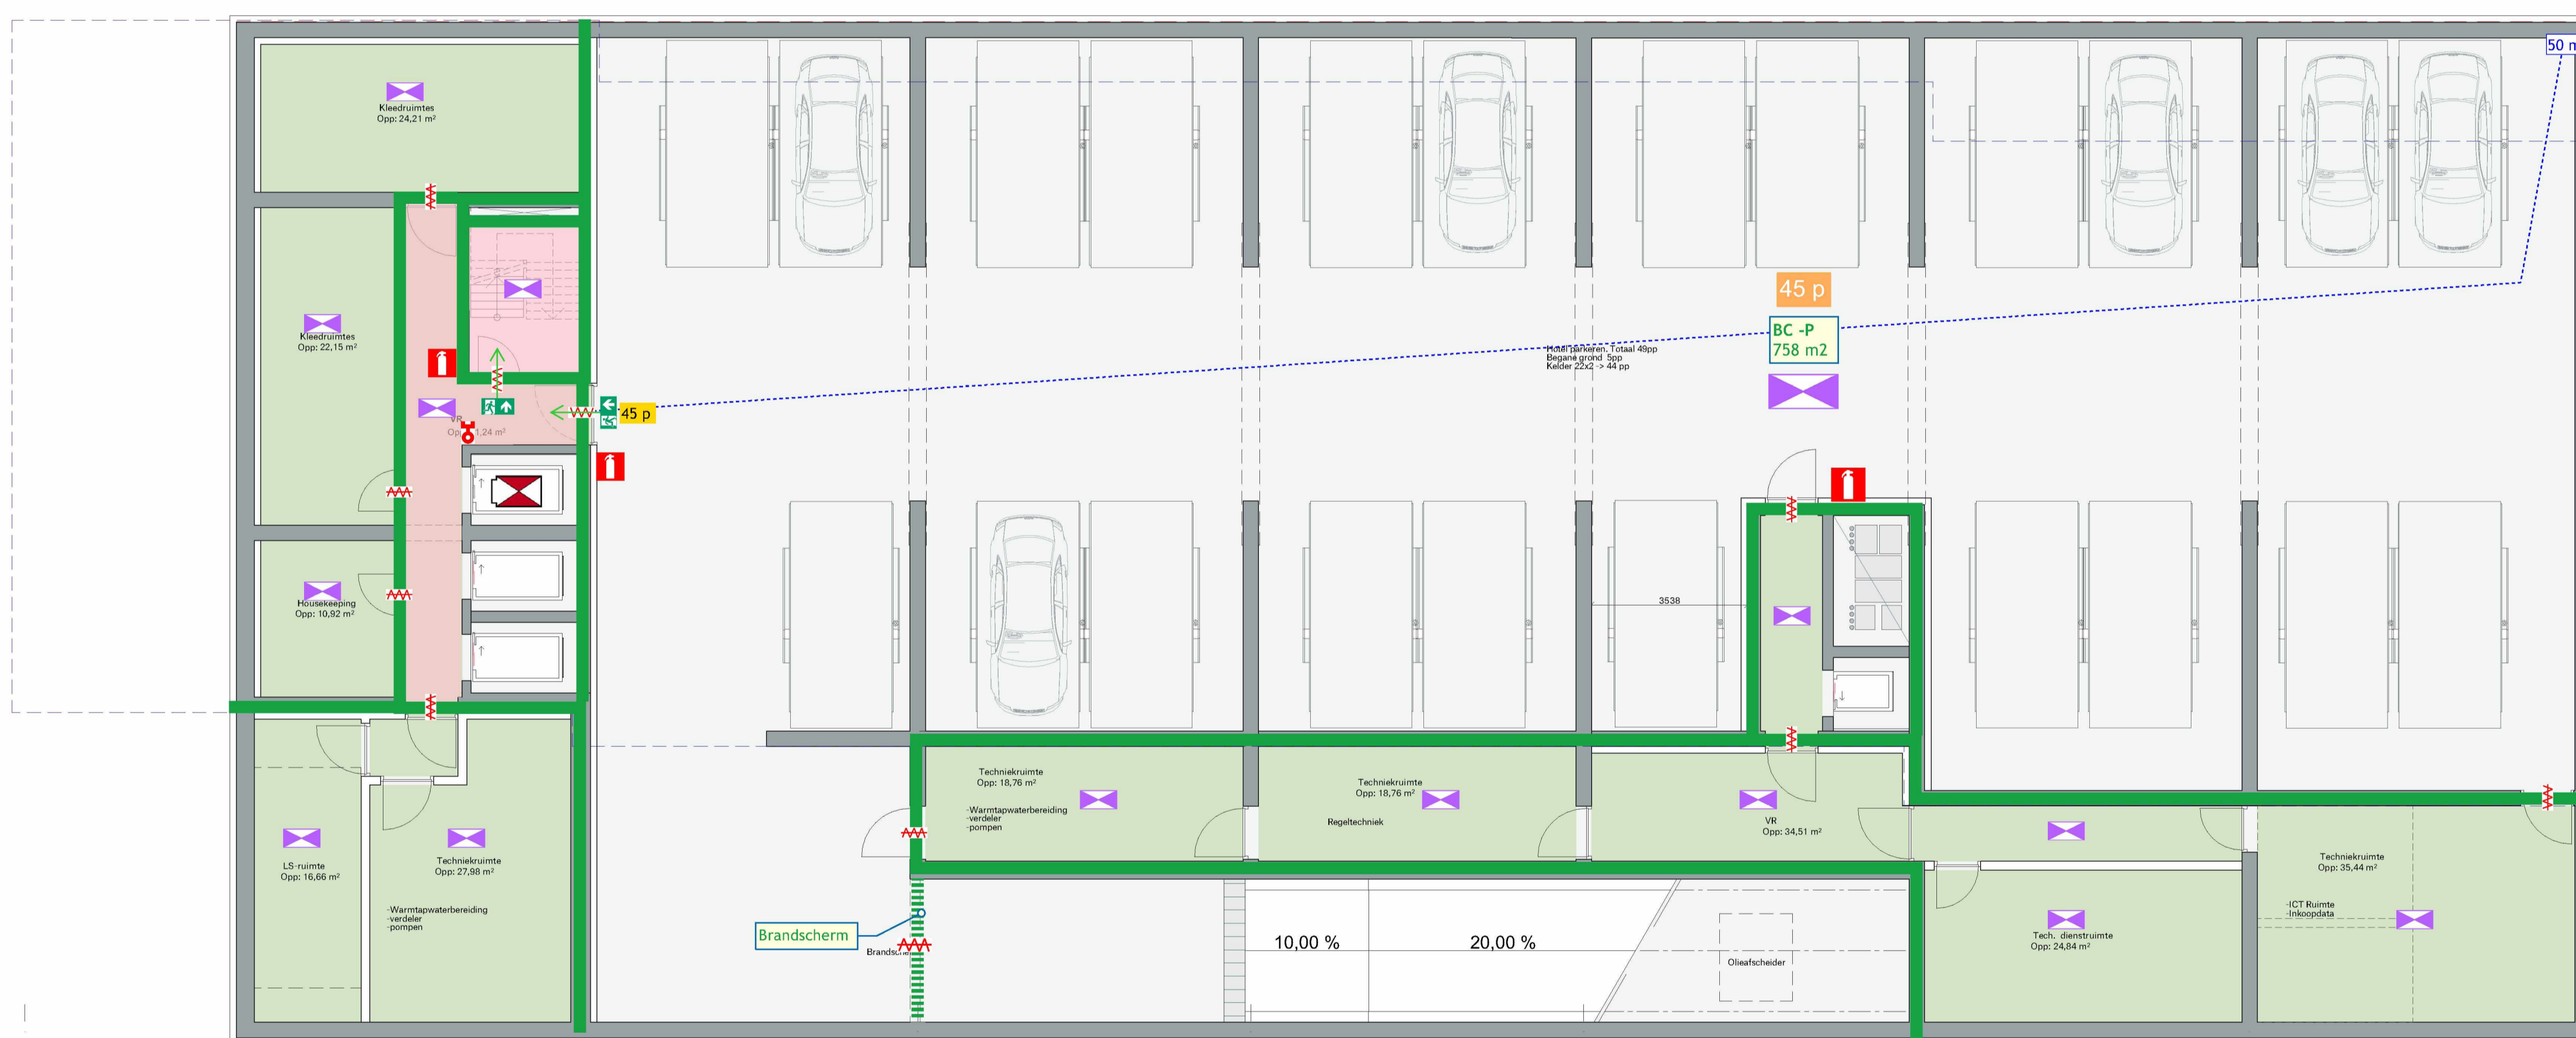 50 m
Kleedruimtes
Opp: 24,21 m²
45 p
BC -P
758 m2
Kleedruimtes
Opp: 22,15 m²
Hotel parkeren. Totaal 49pp
Begane grond 5pp
Kelder 22x2 -> 44 pp
45 p
VR
1,24 m²
Housekeeping
Opp: 10,92 m²
3538
Techniekruimte
Opp: 18,76 m²
-Warmtapwaterbereiding
-verdeler
-pompen
Techniekruimte
Opp: 18,76 m²
Regeltechniek
VR
Opp: 34,51 m²
LS-ruimte
Opp: 16,66 m²
Techniekruimte
Opp: 27,98 m²
-Warmtapwaterbereiding
-verdeler
-pompen
Techniekruimte
Opp: 35,44 m²
-ICT Ruimte
-Inkoopdata
Tech. dienstruimte
Opp: 24,84 m²
Brandscherm
10,00 %
20,00 %
Olieafscheider